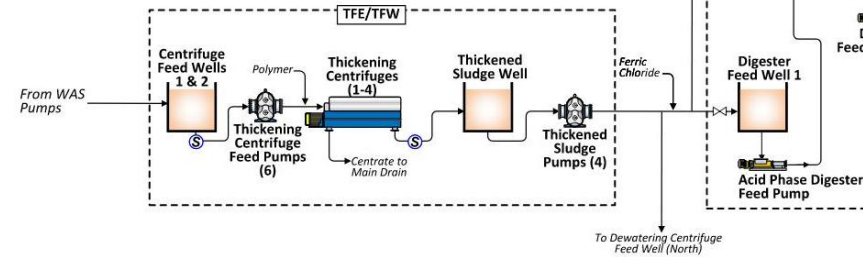 TFE/TFW
Centrifuge
Feed Wells
1 & 2
From WAS
Pumps
S
Polymer
Thickening
Centrifuge
Feed Pumps
(6)
Thickening
Centrifuges
(1-4)
Centrate to
Main Drain
S
Thickened
Sludge Well
Thickened
Sludge
Pumps (4)
Ferric
Chloride
To Dewatering Centrifuge
Feed Well (North)
Digester
Feed Well 1
Acid Phase Digester
Feed Pump
Feed